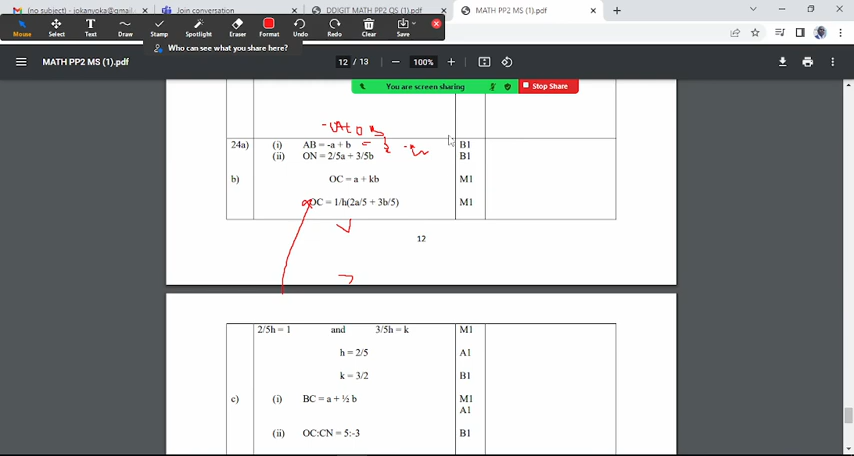 (no subject) - jokanyoka@gmail.
Join conversation
DDIGIT MATH PP2 QS (1).pdf
MATH PP2 MS (1).pdf
Mouse Select Text Draw Stamp Spotlight Eraser Format Undo Redo Clear Save
Who can see what you share here?
MATH PP2 MS (1).pdf 12 / 13 100%
You are screen sharing Stop Share
24a) (i) AB = -a + b B1
(ii) ON = 2/5a + 3/5b B1
b) OC = a + kb M1
OC = 1/h(2a/5 + 3b/5) M1
12
2/5h = 1 and 3/5h = k M1
h = 2/5 A1
k = 3/2 B1
c) (i) BC = a + ½ b M1
A1
(ii) OC:CN = 5:-3 B1